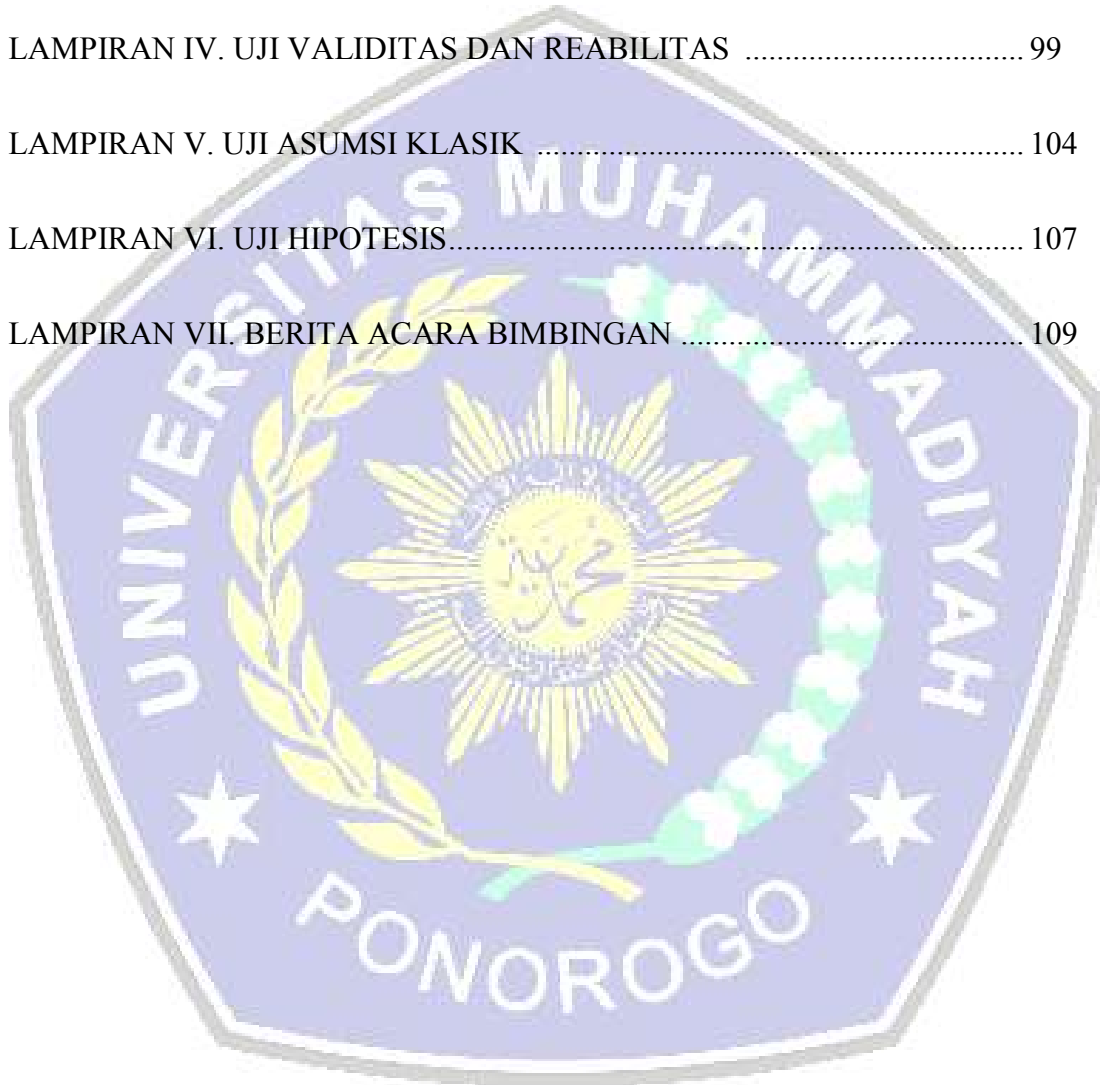 LAMPIRAN IV. UJI VALIDITAS DAN REABILITAS .................................. 99
LAMPIRAN V. UJI ASUMSI KLASIK ............................................................. 104
LAMPIRAN VI. UJI HIPOTESIS........................................................................ 107
LAMPIRAN VII. BERITA ACARA BIMBINGAN ........................................... 109
UNIVERSITAS MUHAMMADIYAH
PONOROGO